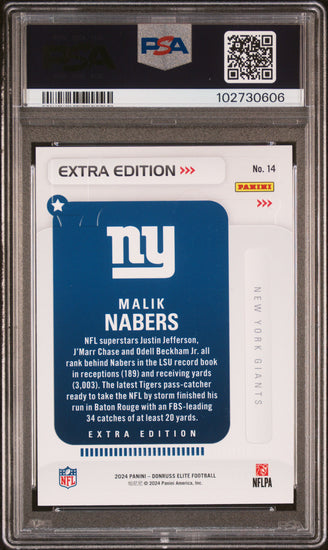 PSA
102730606
EXTRA EDITION >>>
No. 14
PANINI
>>>
ny
MALIK
NABERS
NFL superstars Justin Jefferson,
J'Marr Chase and Odell Beckham Jr. all
rank behind Nabers in the LSU record book
in receptions (189) and receiving yards
(3,003). The latest Tigers pass-catcher
ready to take the NFL by storm finished his
run in Baton Rouge with an FBS-leading
34 catches of at least 20 yards.
EXTRA EDITION
NEW YORK GIANTS
NFL
2024 PANINI – DONRUSS ELITE FOOTBALL
© 2024 Panini America, Inc.
NFLPA